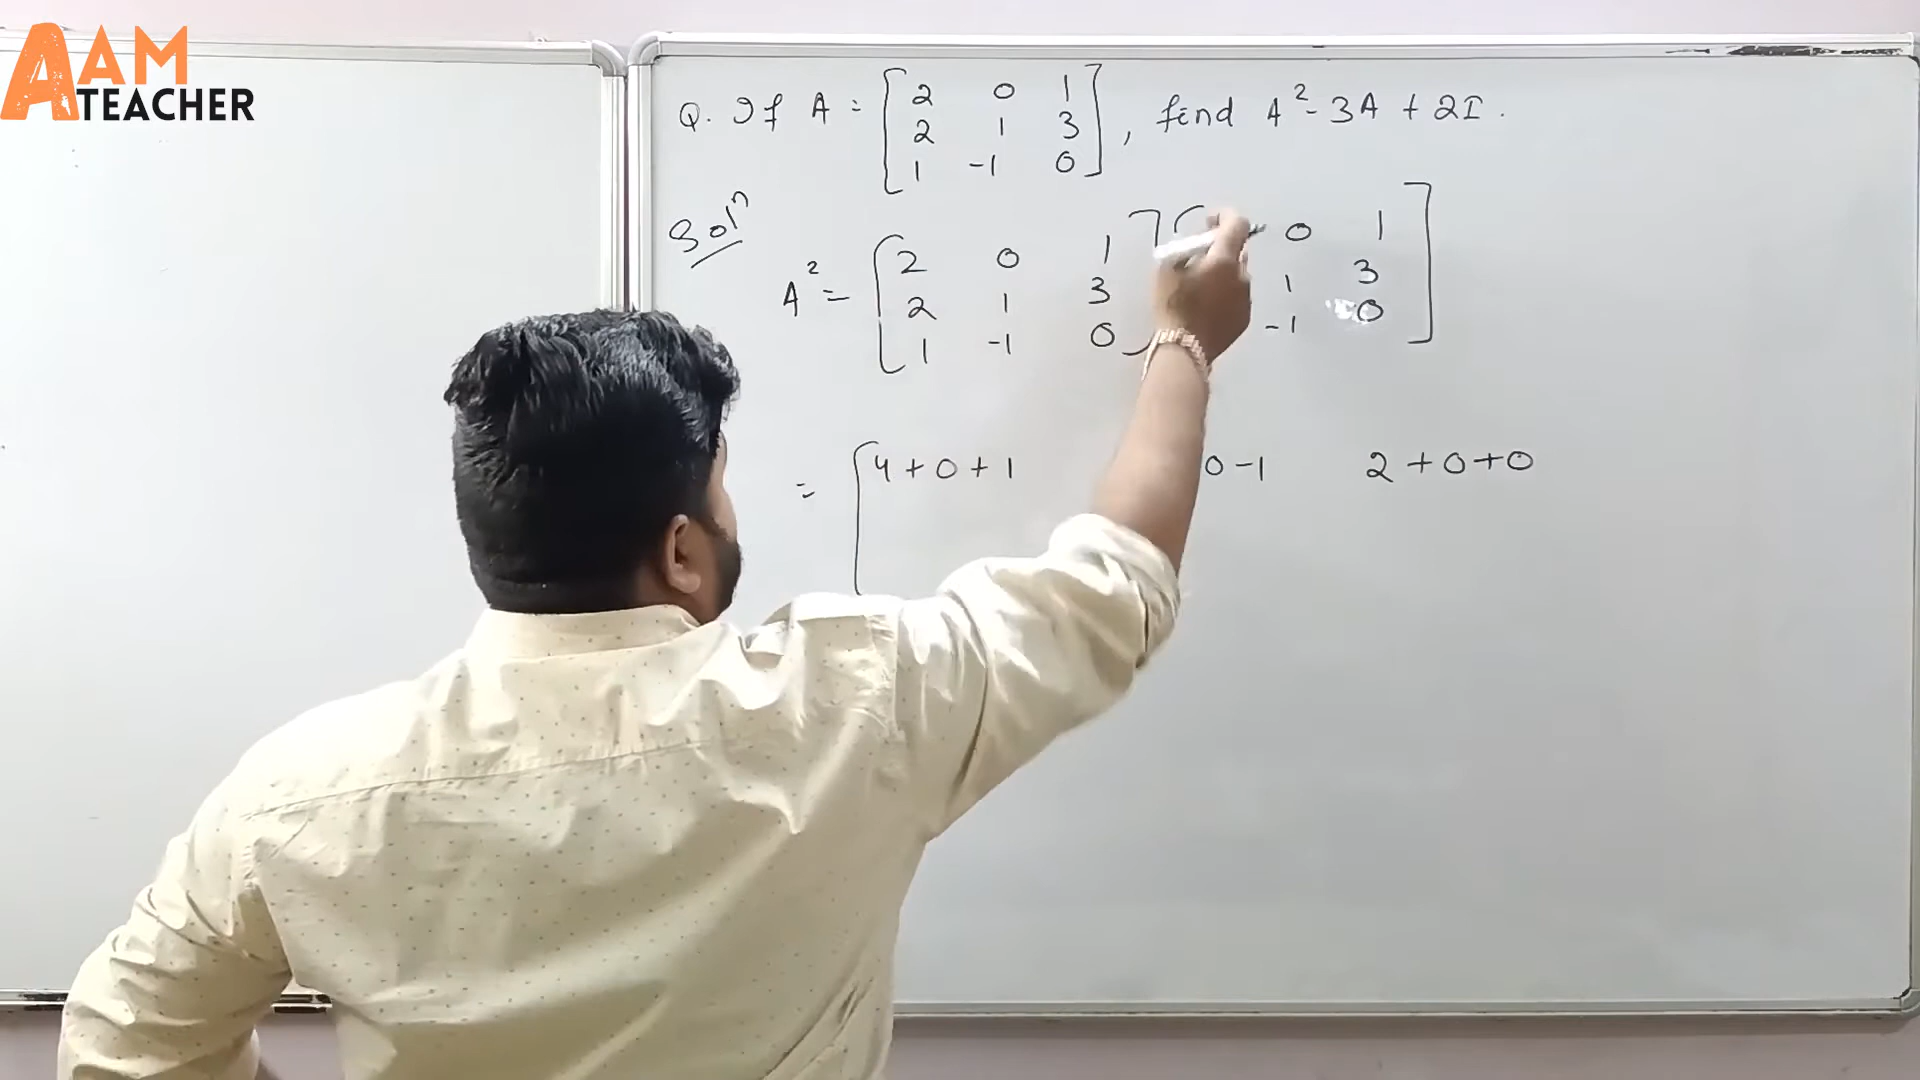 AAM
TEACHER
Q. If A = [2 0 1
2 1 3
1 -1 0], find A² - 3A + 2I.
Solⁿ
A² = [2 0 1] [ 0 1
2 1 3 1 3
1 -1 0 -1 0]
= [4+0+1 0-1 2+0+0